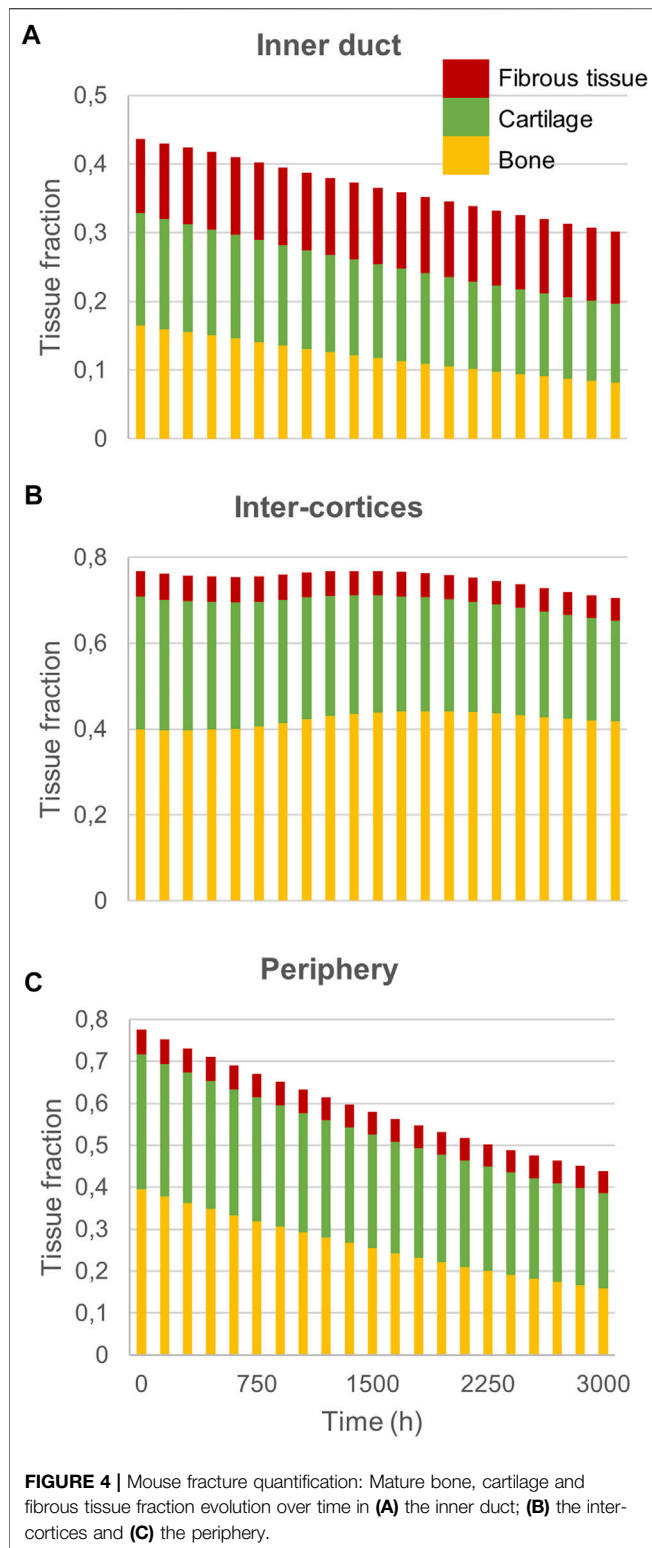 A
Inner duct
Fibrous tissue
Cartilage
Bone
Tissue fraction
0,5
0,4
0,3
0,2
0,1
0
B
Inter-cortices
Tissue fraction
0,8
0,6
0,4
0,2
0
C
Periphery
Tissue fraction
0,8
0,7
0,6
0,5
0,4
0,3
0,2
0,1
0
0 750 1500 2250 3000
Time (h)
FIGURE 4 | Mouse fracture quantification: Mature bone, cartilage and
fibrous tissue fraction evolution over time in (A) the inner duct; (B) the inter-
cortices and (C) the periphery.